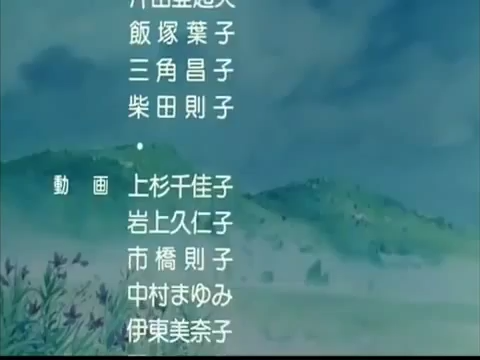 飯塚葉子
三角昌子
柴田則子
・
動画 上杉千佳子
岩上久仁子
市橋則子
中村まゆみ
伊東美奈子